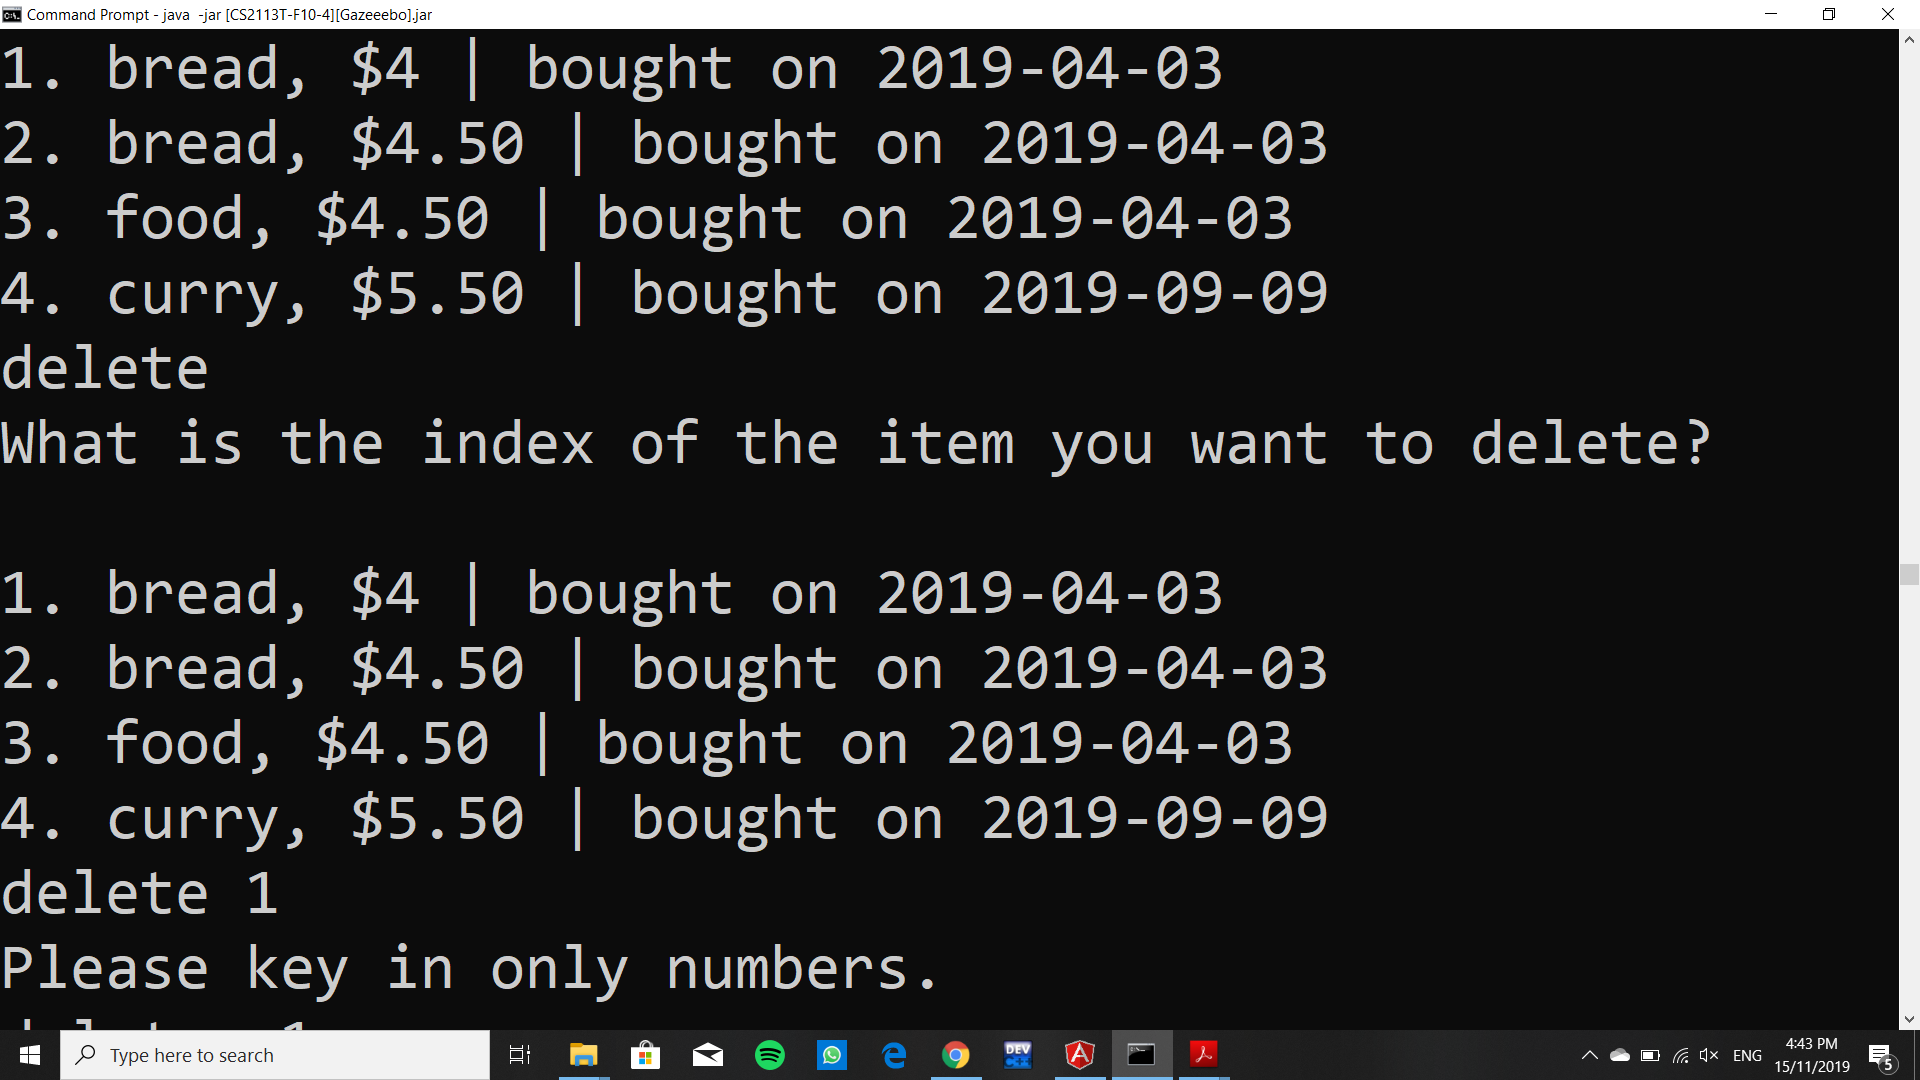 Command Prompt - java  -jar [CS2113T-F10-4][Gazeeebo].jar
1. bread, $4 | bought on 2019-04-03
2. bread, $4.50 | bought on 2019-04-03
3. food, $4.50 | bought on 2019-04-03
4. curry, $5.50 | bought on 2019-09-09
delete
What is the index of the item you want to delete?
1. bread, $4 | bought on 2019-04-03
2. bread, $4.50 | bought on 2019-04-03
3. food, $4.50 | bought on 2019-04-03
4. curry, $5.50 | bought on 2019-09-09
delete 1
Please key in only numbers.
Type here to search
DEV C++
ENG
4:43 PM
15/11/2019
5